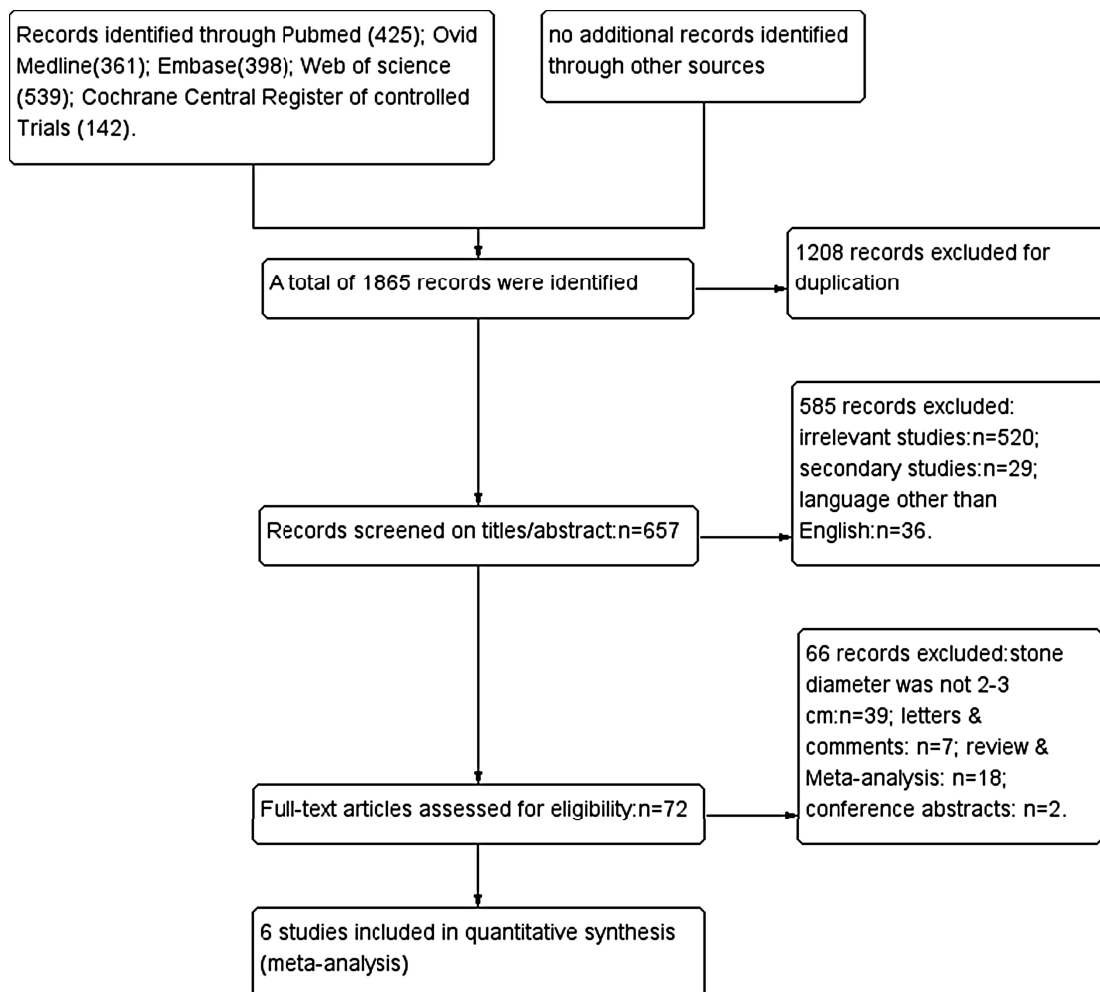 Records identified through Pubmed (425); Ovid
Medline(361); Embase(398); Web of science
(539); Cochrane Central Register of controlled
Trials (142).
no additional records identified
through other sources
A total of 1865 records were identified
1208 records excluded for
duplication
585 records excluded:
irrelevant studies:n=520;
secondary studies:n=29;
language other than
English:n=36.
Records screened on titles/abstract:n=657
66 records excluded:stone
diameter was not 2-3
cm:n=39; letters &
comments: n=7; review &
Meta-analysis: n=18;
conference abstracts: n=2.
Full-text articles assessed for eligibility:n=72
6 studies included in quantitative synthesis
(meta-analysis)